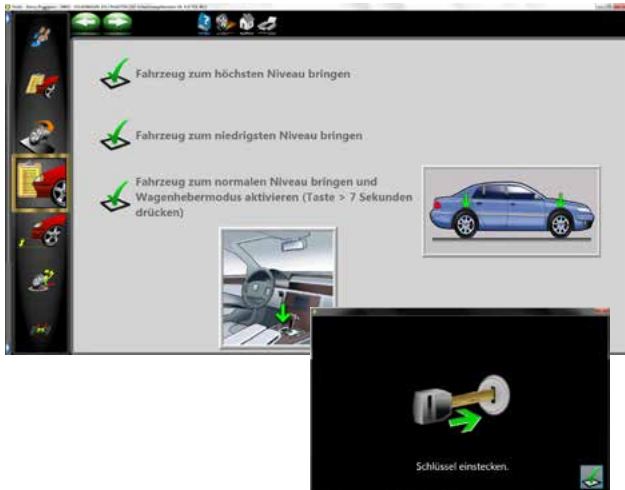 Fahrzeug zum höchsten Niveau bringen
Fahrzeug zum niedrigsten Niveau bringen
Fahrzeug zum normalen Niveau bringen und
Wagenhebermodus aktivieren (Taste > 7 Sekunden
drücken)
Schlüssel einstecken.